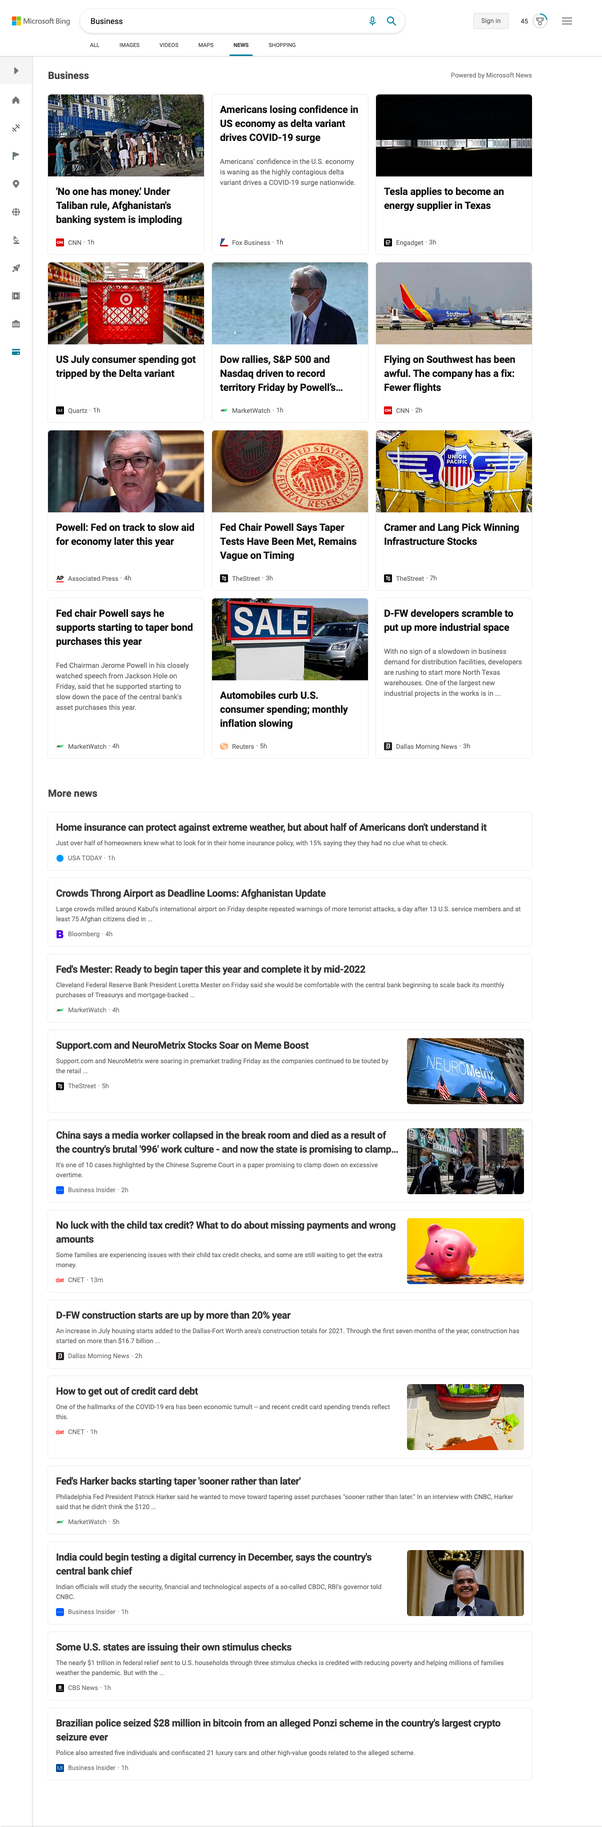 Microsoft Bing
Business
Sign in
45
ALL
IMAGES
VIDEOS
MAPS
NEWS
SHOPPING
Business
Powered by Microsoft News
'No one has money.' Under
Taliban rule, Afghanistan's
banking system is imploding
CNN · 1h
Americans losing confidence in
US economy as delta variant
drives COVID-19 surge
Americans' confidence in the U.S. economy
is waning as the highly contagious delta
variant drives a COVID-19 surge nationwide.
Fox Business · 1h
Tesla applies to become an
energy supplier in Texas
Engadget · 3h
US July consumer spending got
tripped by the Delta variant
Quartz · 1h
Dow rallies, S&P 500 and
Nasdaq driven to record
territory Friday by Powell's...
MarketWatch · 1h
Flying on Southwest has been
awful. The company has a fix:
Fewer flights
CNN · 2h
Powell: Fed on track to slow aid
for economy later this year
Associated Press · 4h
UNITED STATES
FEDERAL RESERVE
Fed Chair Powell Says Taper
Tests Have Been Met, Remains
Vague on Timing
TheStreet · 3h
UNION
PACIFIC
Cramer and Lang Pick Winning
Infrastructure Stocks
TheStreet · 7h
Fed chair Powell says he
supports starting to taper bond
purchases this year
Fed Chairman Jerome Powell in his closely
watched speech from Jackson Hole on
Friday, said that he supported starting to
slow down the pace of the central bank's
asset purchases this year.
MarketWatch · 4h
SALE
Automobiles curb U.S.
consumer spending; monthly
inflation slowing
Reuters · 5h
D-FW developers scramble to
put up more industrial space
With no sign of a slowdown in business
demand for distribution facilities, developers
are rushing to start more North Texas
warehouses. One of the largest new
industrial projects in the works is in ...
Dallas Morning News · 3h
More news
Home insurance can protect against extreme weather, but about half of Americans don't understand it
Just over half of homeowners knew what to look for in their home insurance policy, with 15% saying they had no clue what to check.
USA TODAY · 1h
Crowds Throng Airport as Deadline Looms: Afghanistan Update
Large crowds milled around Kabul's international airport on Friday despite repeated warnings of more terrorist attacks, a day after 13 U.S. service members and at
least 75 Afghan citizens died in ...
Bloomberg · 4h
Fed's Mester: Ready to begin taper this year and complete it by mid-2022
Cleveland Federal Reserve Bank President Loretta Mester on Friday said she would be comfortable with the central bank beginning to scale back its monthly
purchases of Treasurys and mortgage-backed ...
MarketWatch · 4h
Support.com and NeuroMetrix Stocks Soar on Meme Boost
Support.com and NeuroMetrix were soaring in premarket trading Friday as the companies continued to be touted by
the retail ...
TheStreet · 5h
NEUROMetrix
China says a media worker collapsed in the break room and died as a result of
the country's brutal '996' work culture - and now the state is promising to clamp...
It's one of 10 cases highlighted by the Chinese Supreme Court in a paper promising to clamp down on excessive
overtime.
Business Insider · 2h
No luck with the child tax credit? What to do about missing payments and wrong
amounts
Some families are experiencing issues with their child tax credit checks, and some are still waiting to get the extra
money.
CNET · 13m
D-FW construction starts are up by more than 20% year
An increase in July housing starts added to the Dallas-Fort Worth area's construction totals for 2021. Through the first seven months of the year, construction has
started on more than $16.7 billion ...
Dallas Morning News · 2h
How to get out of credit card debt
One of the hallmarks of the COVID-19 era has been economic tumult – and recent credit card spending trends reflect
this.
CNET · 1h
Fed's Harker backs starting taper 'sooner rather than later'
Philadelphia Fed President Patrick Harker said he wanted to move toward tapering asset purchases "sooner rather than later." In an interview with CNBC, Harker
said that he didn't think the $120 ...
MarketWatch · 5h
India could begin testing a digital currency in December, says the country's
central bank chief
Indian officials will study the security, financial and technological aspects of a so-called CBDC, RBI's governor told
CNBC.
Business Insider · 1h
Some U.S. states are issuing their own stimulus checks
The nearly $1 trillion in federal relief sent to U.S. households through three stimulus checks is credited with reducing poverty and helping millions of families
weather the pandemic. But with the ...
CBS News · 1h
Brazilian police seized $28 million in bitcoin from an alleged Ponzi scheme in the country's largest crypto
seizure ever
Police also arrested five individuals and confiscated 21 luxury cars and other high-value goods related to the alleged scheme.
Business Insider · 1h